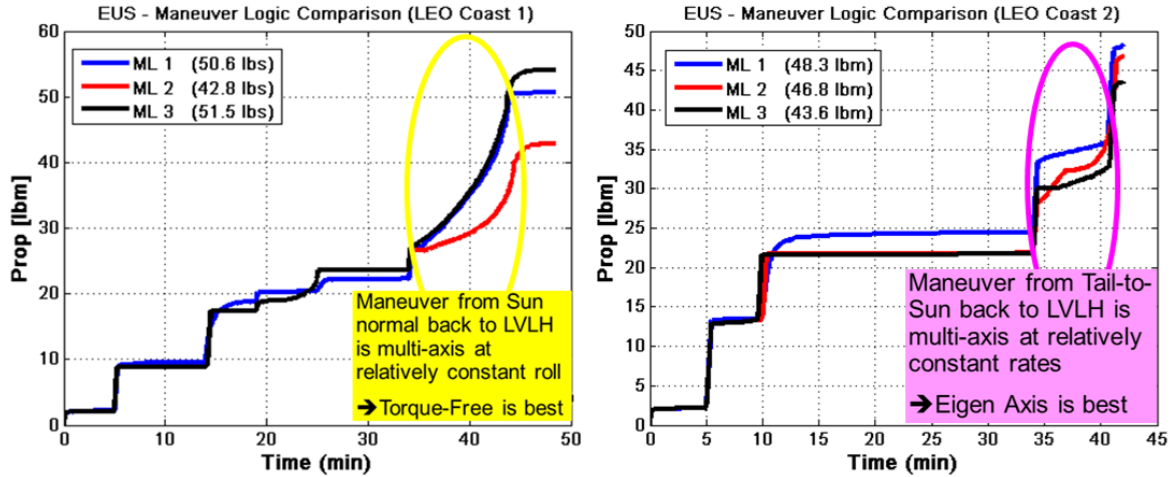 EUS - Maneuver Logic Comparison (LEO Coast 1)
60
50
40
30
20
10
0
Prop [lbm]
ML 1 (50.6 lbs)
ML 2 (42.8 lbs)
ML 3 (51.5 lbs)
Maneuver from Sun
normal back to LVLH
is multi-axis at
relatively constant roll
➔Torque-Free is best
0 10 20 30 40 50
Time (min)
EUS - Maneuver Logic Comparison (LEO Coast 2)
50
45
40
35
30
25
20
15
10
5
0
Prop [lbm]
ML 1 (48.3 lbm)
ML 2 (46.8 lbm)
ML 3 (43.6 lbm)
Maneuver from Tail-to-
Sun back to LVLH is
multi-axis at relatively
constant rates
➔Eigen Axis is best
0 5 10 15 20 25 30 35 40 45
Time (min)